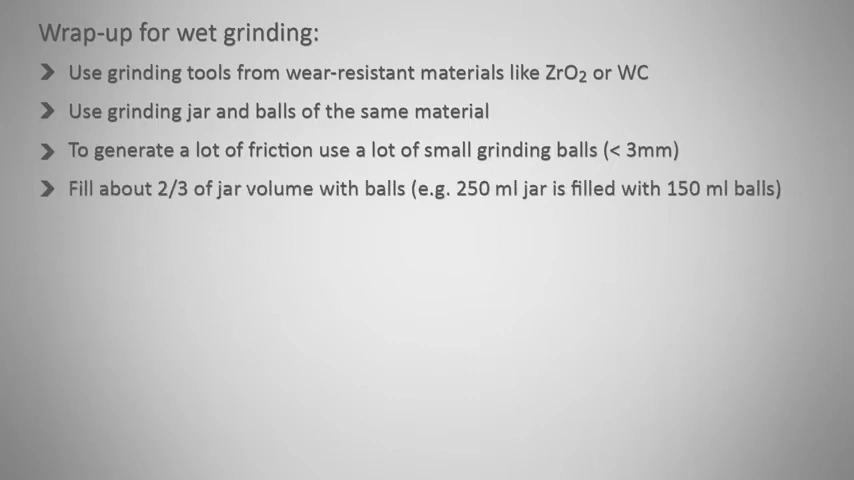 Wrap-up for wet grinding:
Use grinding tools from wear-resistant materials like ZrO₂ or WC
Use grinding jar and balls of the same material
To generate a lot of friction use a lot of small grinding balls (< 3mm)
Fill about 2/3 of jar volume with balls (e.g. 250 ml jar is filled with 150 ml balls)